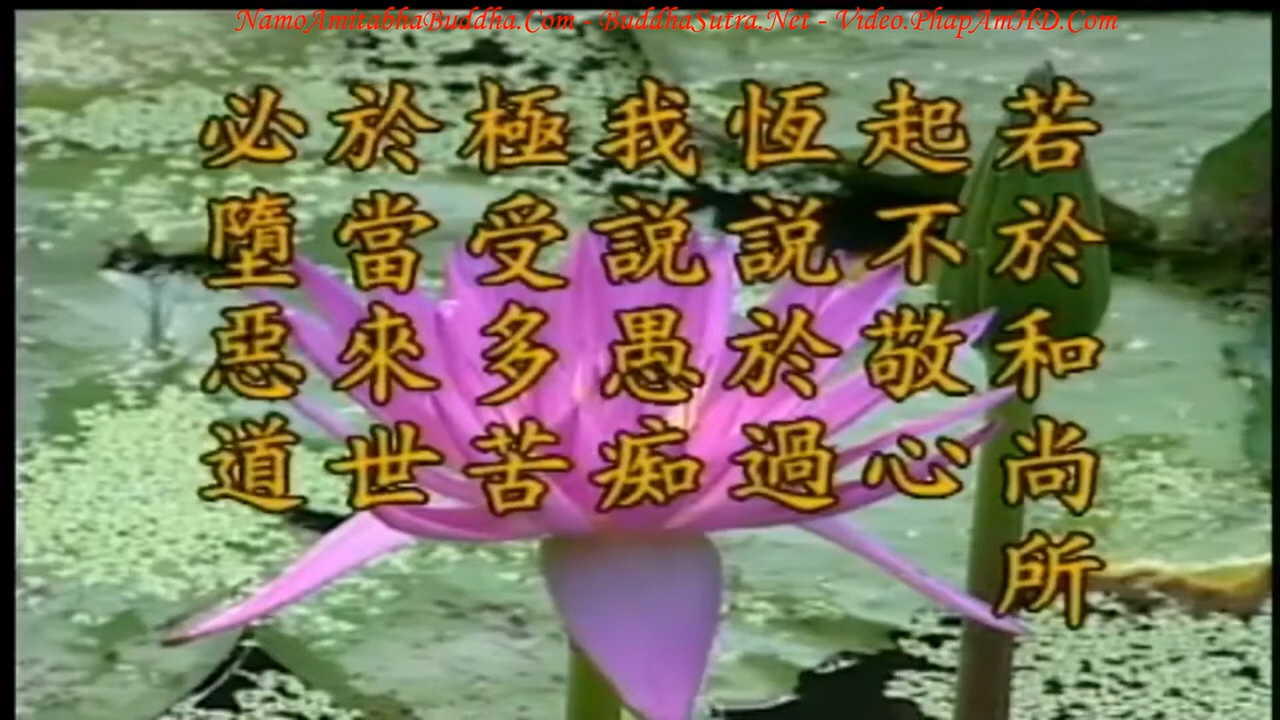 NamoAmitabhaBuddha.Com - BuddhaSutra.Net - Video.PhapAmHD.Com
若於和尚所
起不敬心
恆說於過
我說愚痴
極受多苦
於當來世
必墮惡道